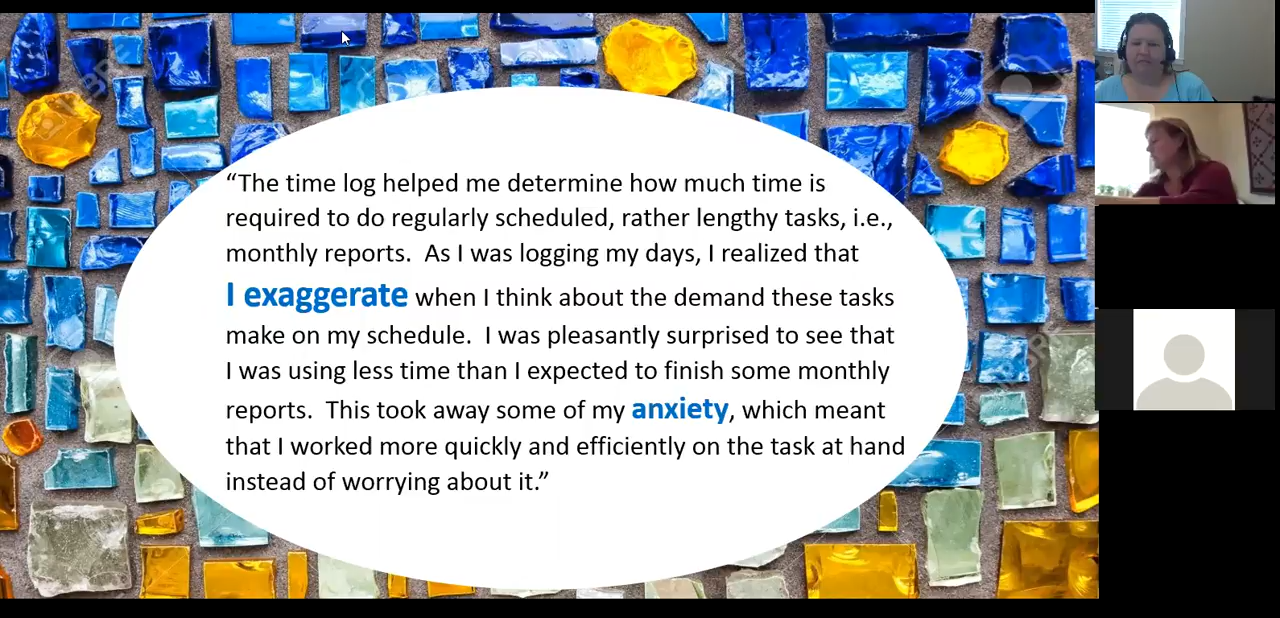 “The time log helped me determine how much time is
required to do regularly scheduled, rather lengthy tasks, i.e.,
monthly reports.  As I was logging my days, I realized that
I exaggerate when I think about the demand these tasks
make on my schedule.  I was pleasantly surprised to see that
I was using less time than I expected to finish some monthly
reports.  This took away some of my anxiety, which meant
that I worked more quickly and efficiently on the task at hand
instead of worrying about it.”